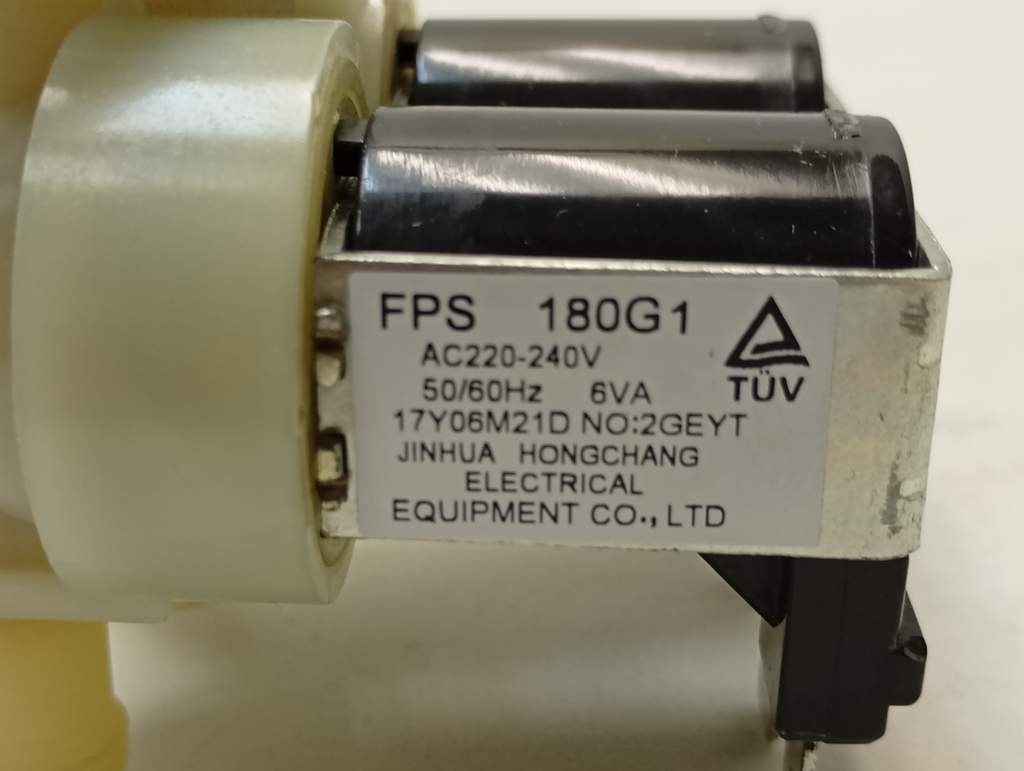 FPS 180G1
AC220-240V
50/60Hz 6VA
TÜV
17Y06M21D NO:2GEYT
JINHUA HONGCHANG
ELECTRICAL
EQUIPMENT CO., LTD